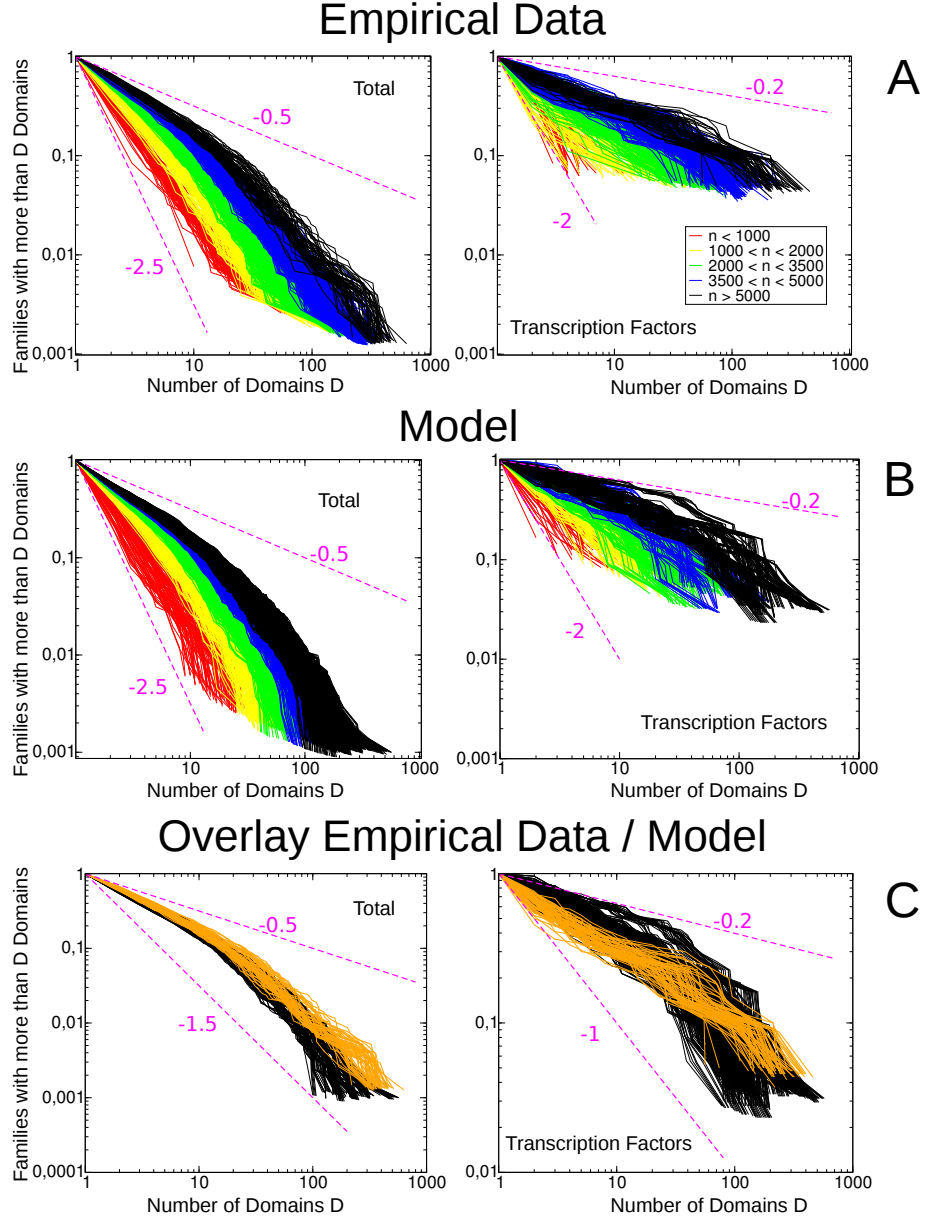 Empirical Data
A
Families with more than D Domains
1
0,1
0,01
0,001
Total
-0.5
-2.5
1
10
100
1000
Number of Domains D
1
0,1
0,01
0,001
-0.2
-2
n < 1000
1000 < n < 2000
2000 < n < 3500
3500 < n < 5000
n > 5000
Transcription Factors
1
10
100
1000
Number of Domains D
Model
B
Families with more than D Domains
1
0,1
0,01
0,001
Total
-0.5
-2.5
1
10
100
1000
Number of Domains D
1
0,1
0,01
0,001
-0.2
-2
Transcription Factors
1
10
100
1000
Number of Domains D
Overlay Empirical Data / Model
C
Families with more than D Domains
1
0,1
0,01
0,001
0,0001
Total
-0.5
-1.5
1
10
100
1000
Number of Domains D
1
0,1
0,01
-0.2
-1
Transcription Factors
1
10
100
1000
Number of Domains D